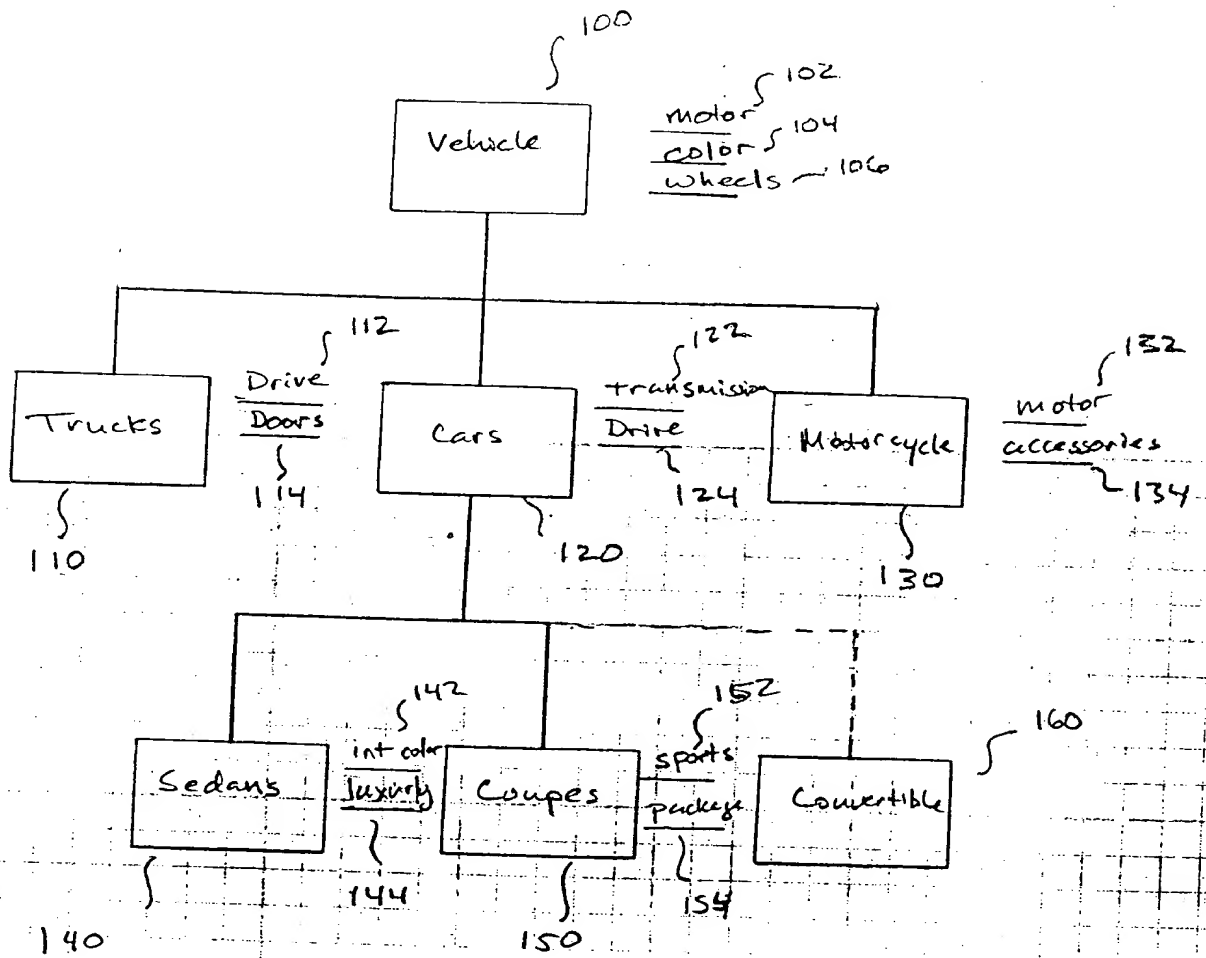 100
Vehicle
motor 102
color 104
wheels 106
112
122
132
Trucks
Drive
Doors
Cars
transmission
Drive
Motorcycle
motor
accessories
114
124
134
110
120
130
142
152
160
Sedans
int color
luxurly
Coupes
sports
package
Convertible
144
154
140
150